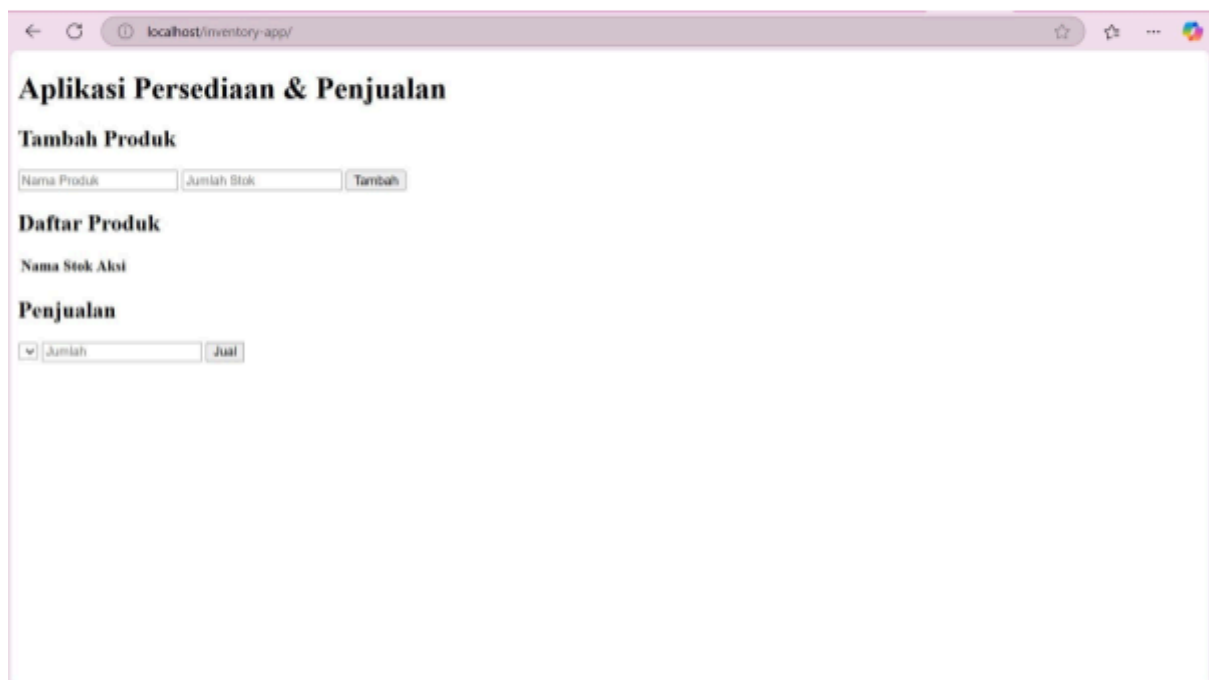 localhost/inventory-app/
Aplikasi Persediaan & Penjualan
Tambah Produk
Nama Produk Jumlah Stok Tambah
Daftar Produk
Nama Stok Aksi
Penjualan
Jumlah Jual